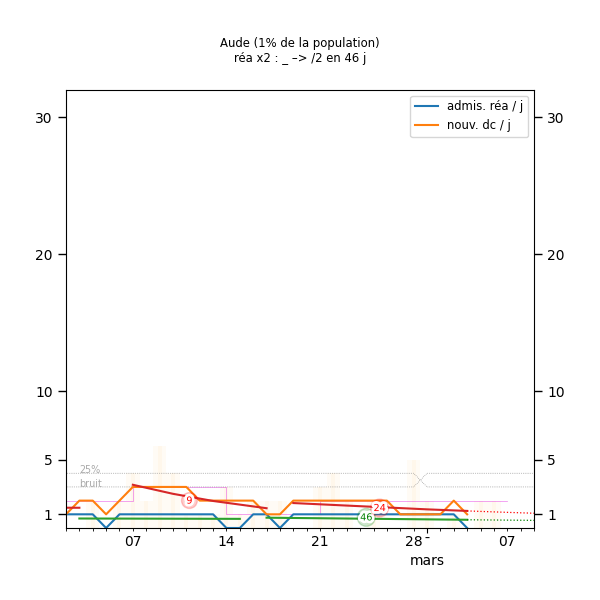 Aude (1% de la population)
réa x2 : _ –> /2 en 46 j
admis. réa / j
nouv. dc / j
30 30
20 20
10 10
5 5
1 1
25%
bruit
9
24
46
07 14 21 28 07
mars